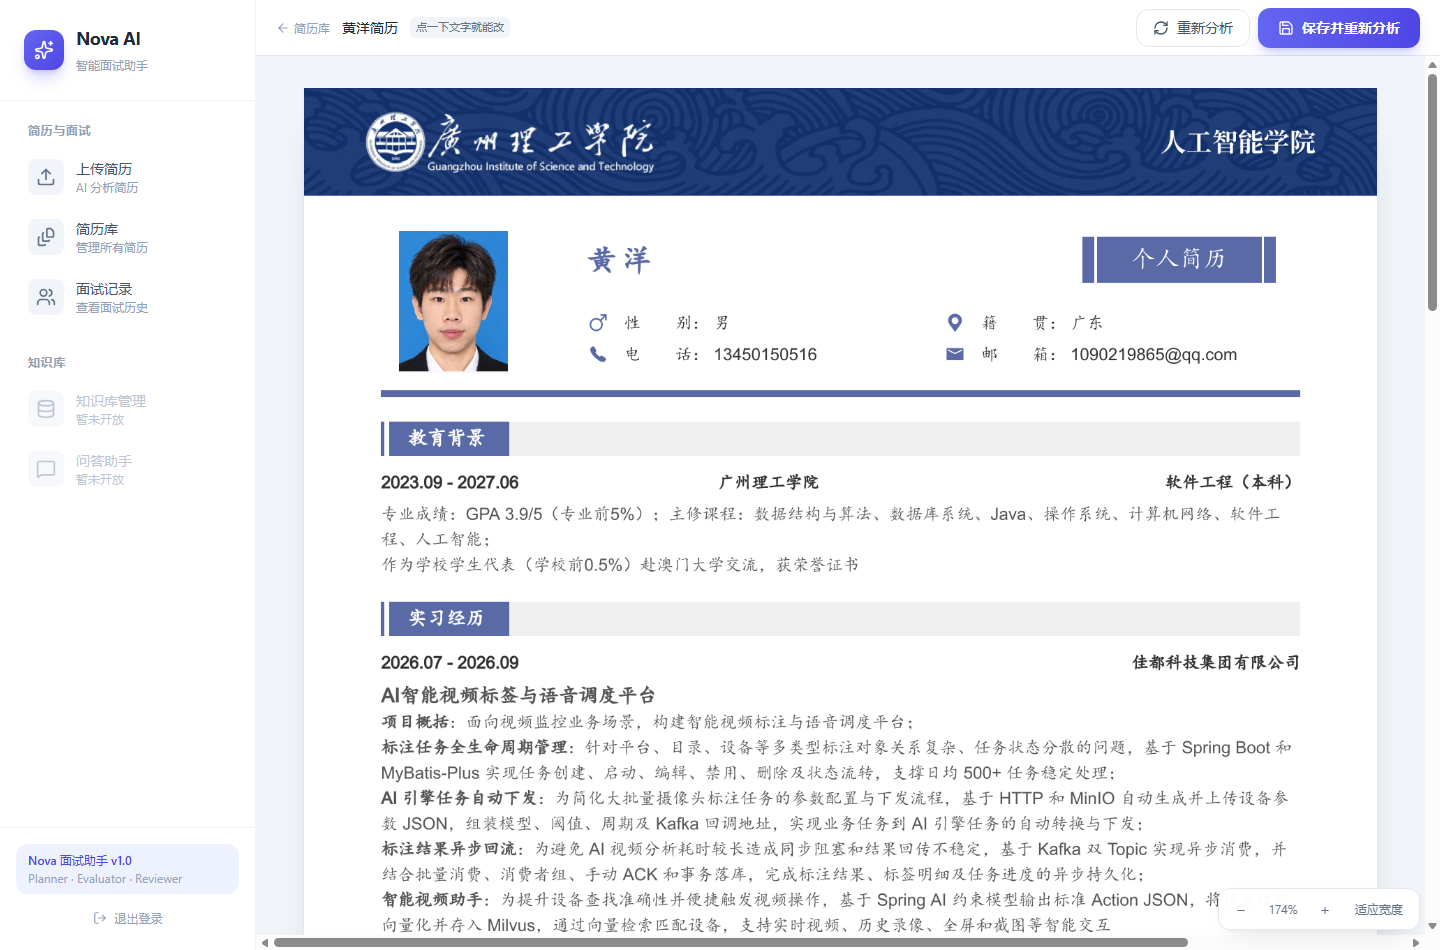 Nova AI
智能面试助手
简历与面试
上传简历
AI 分析简历
简历库
管理所有简历
面试记录
查看面试历史
知识库
知识库管理
暂未开放
问答助手
暂未开放
Nova 面试助手 v1.0
Planner · Evaluator · Reviewer
退出登录
简历库 黄洋简历 点一下文字就能改
重新分析
保存并重新分析
廣州理工學院
Guangzhou Institute of Science and Technology
人工智能学院
黄洋
个人简历
性 别： 男
籍 贯： 广东
电 话： 13450150516
邮 箱： 1090219865@qq.com
教育背景
2023.09 - 2027.06 广州理工学院 软件工程（本科）
专业成绩：GPA 3.9/5（专业前5%）；主修课程：数据结构与算法、数据库系统、Java、操作系统、计算机网络、软件工
程、人工智能；
作为学校学生代表（学校前0.5%）赴澳门大学交流，获荣誉证书
实习经历
2026.07 - 2026.09 佳都科技集团有限公司
AI智能视频标签与语音调度平台
项目概括：面向视频监控业务场景，构建智能视频标注与语音调度平台；
标注任务全生命周期管理：针对平台、目录、设备等多类型标注对象关系复杂、任务状态分散的问题，基于 Spring Boot 和
MyBatis-Plus 实现任务创建、启动、编辑、禁用、删除及状态流转，支撑日均 500+ 任务稳定处理；
AI 引擎任务自动下发：为简化大批量摄像头标注任务的参数配置与下发流程，基于 HTTP 和 MinIO 自动生成并上传设备参
数 JSON，组装模型、阈值、周期及 Kafka 回调地址，实现业务任务到 AI 引擎任务的自动转换与下发；
标注结果异步回流：为避免 AI 视频分析耗时较长造成同步阻塞和结果回传不稳定，基于 Kafka 双 Topic 实现异步消费，并
结合批量消费、消费者组、手动 ACK 和事务落库，完成标注结果、标签明细及任务进度的异步持久化；
智能视频助手：为提升设备查找准确性并便捷触发视频操作，基于 Spring AI 约束模型输出标准 Action JSON，将
向量化并存入 Milvus，通过向量检索匹配设备，支持实时视频、历史录像、全屏和截图等智能交互
− 174% + 适应宽度